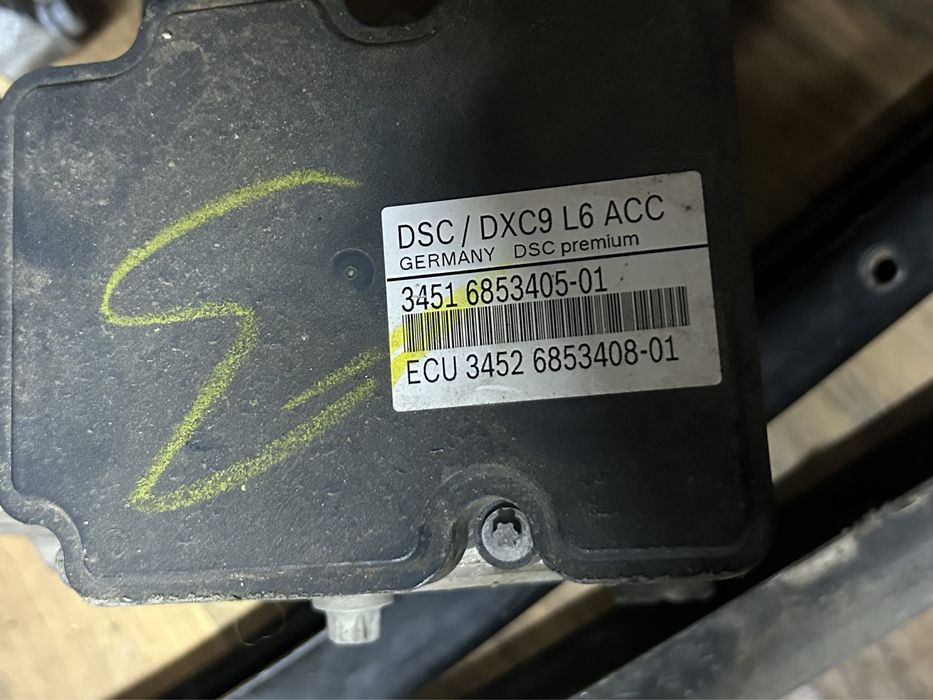 DSC / DXC9 L6 ACC
GERMANY DSC premium
3451 6853405-01
ECU 3452 6853408-01